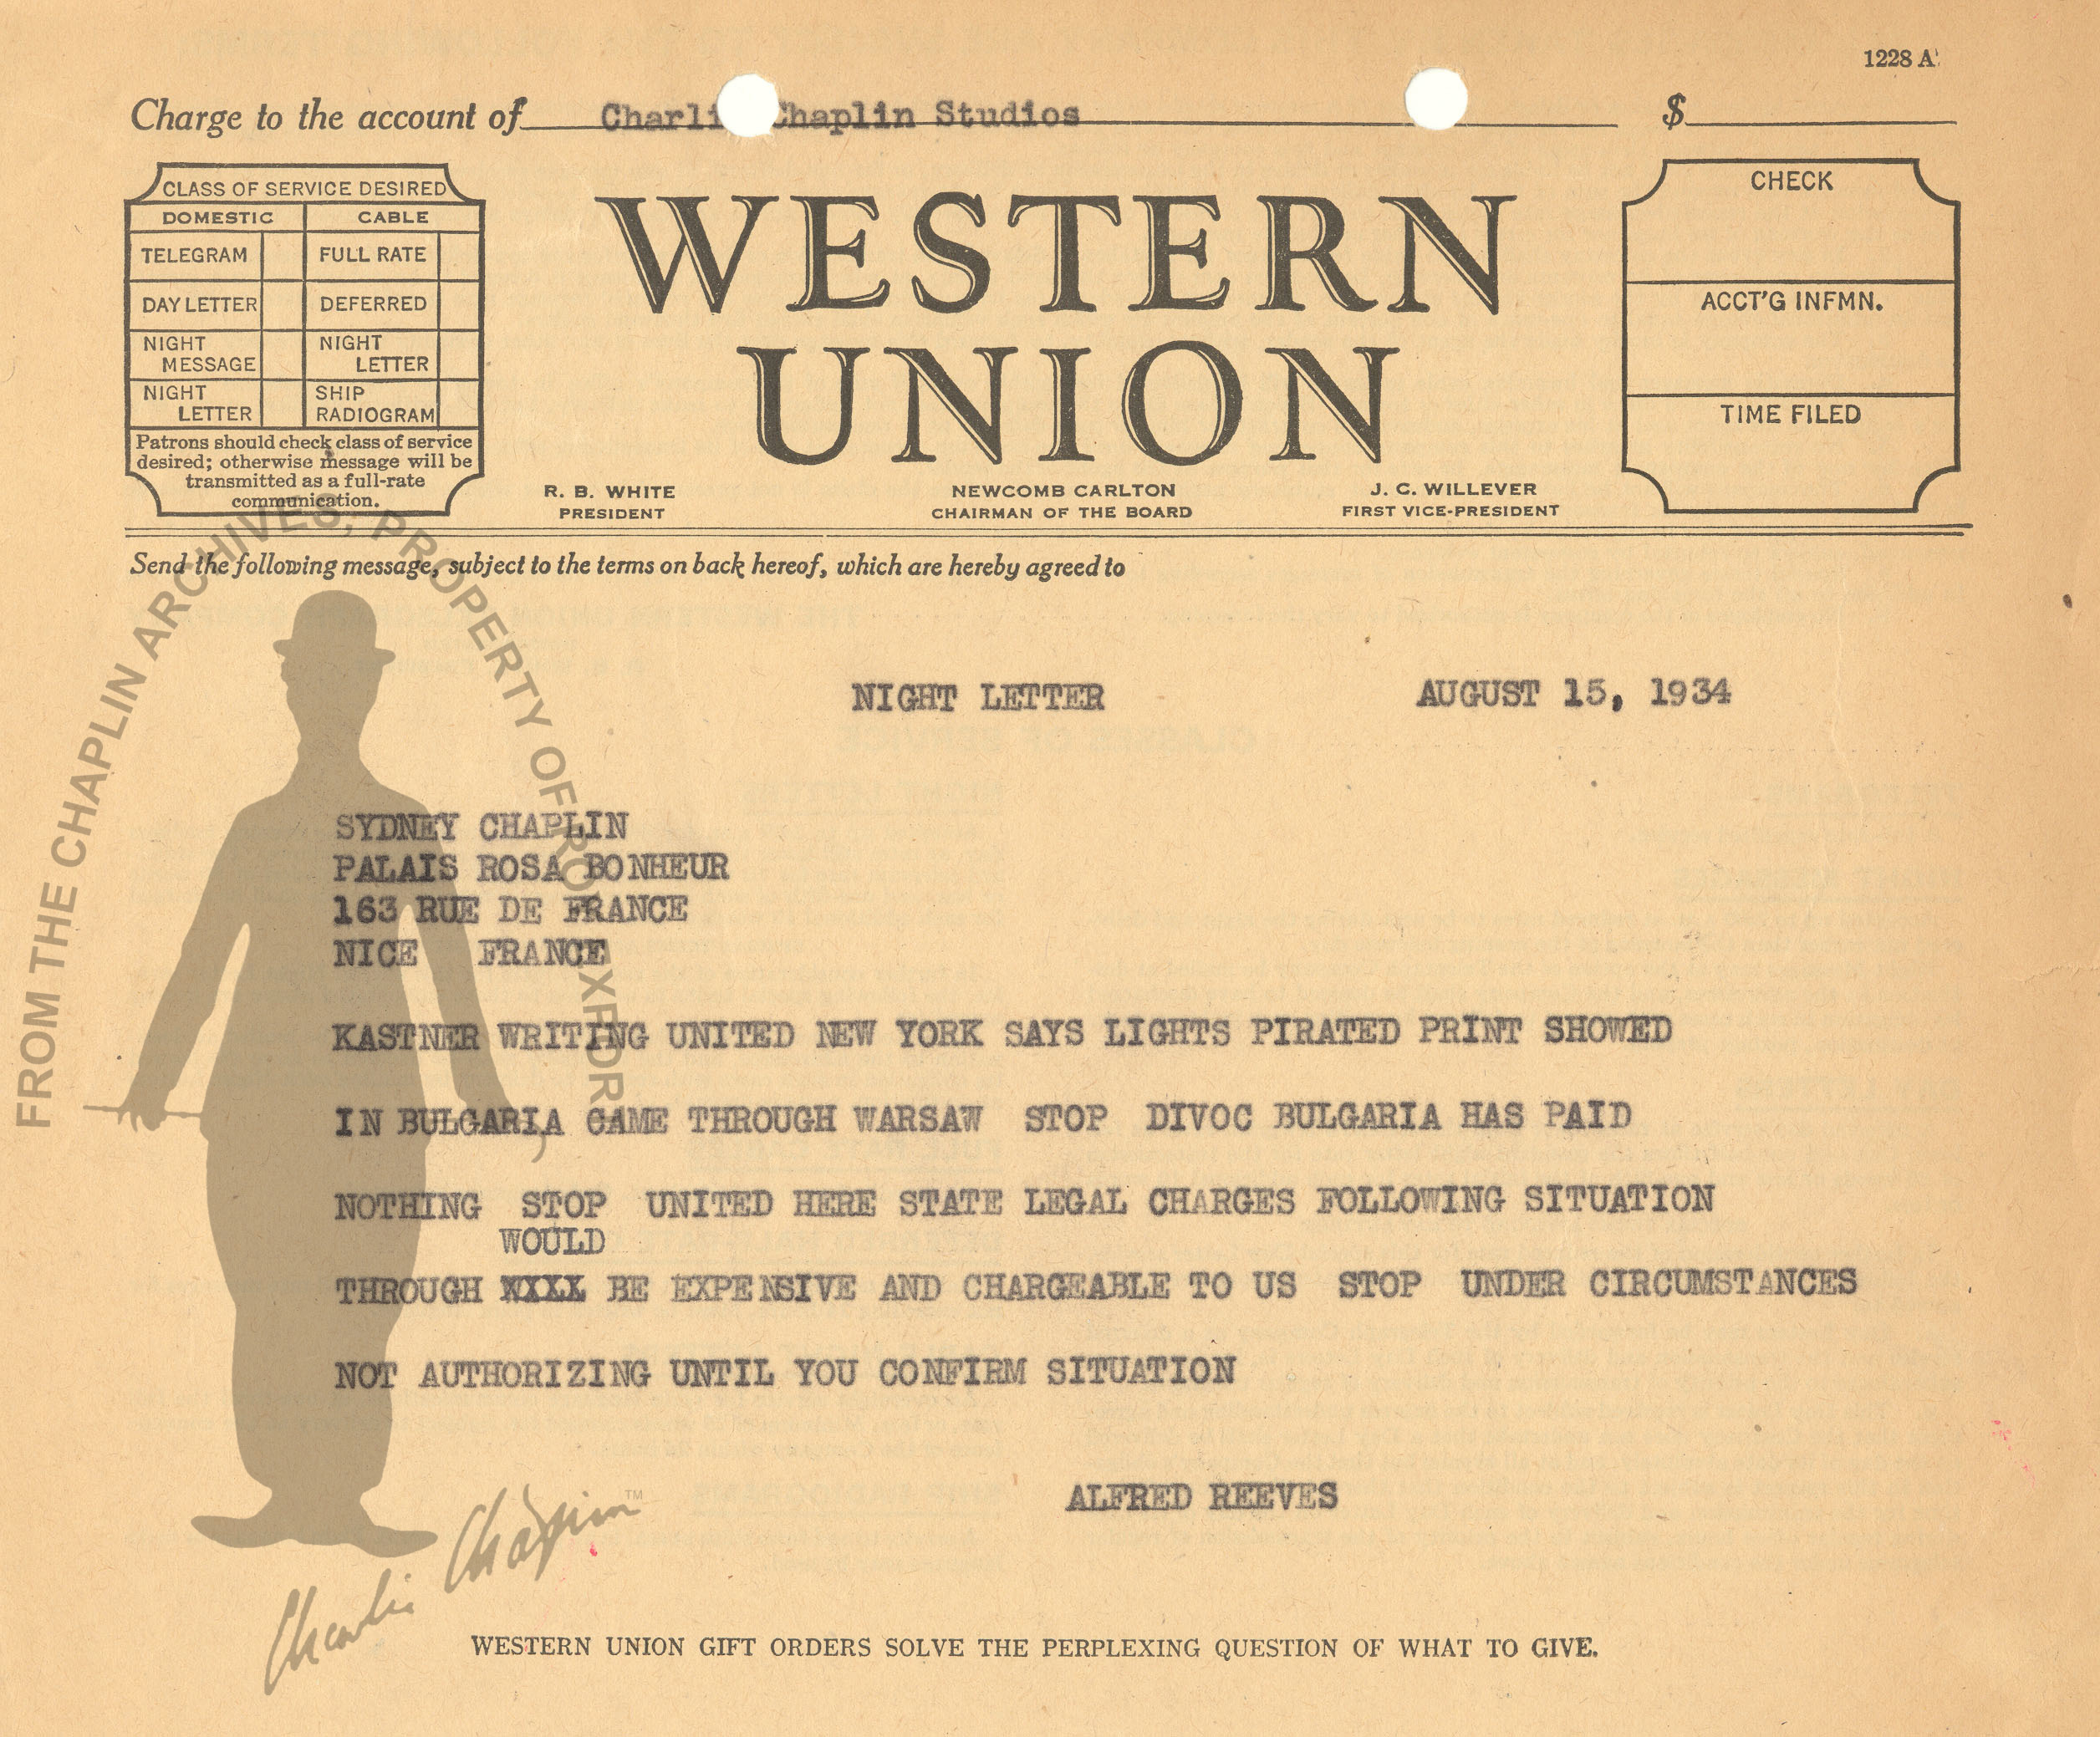 1228 A
Charge to the account of Charli Chaplin Studios $
CLASS OF SERVICE DESIRED
DOMESTIC CABLE
TELEGRAM FULL RATE
DAY LETTER DEFERRED
NIGHT MESSAGE NIGHT LETTER
NIGHT LETTER SHIP RADIOGRAM
Patrons should check class of service
desired; otherwise message will be
transmitted as a full-rate
communication.
WESTERN
UNION
R. B. WHITE
PRESIDENT
NEWCOMB CARLTON
CHAIRMAN OF THE BOARD
J. C. WILLEVER
FIRST VICE-PRESIDENT
CHECK
ACCT'G INFMN.
TIME FILED
Send the following message, subject to the terms on back hereof, which are hereby agreed to
FROM THE CHAPLIN ARCHIVES, PROPERTY OF ROY EXPORT,
NIGHT LETTER AUGUST 15, 1934
SYDNEY CHAPLIN
PALAIS ROSA BONHEUR
163 RUE DE FRANCE
NICE FRANCE
KASTNER WRITING UNITED NEW YORK SAYS LIGHTS PIRATED PRINT SHOWED
IN BULGARIA CAME THROUGH WARSAW STOP DIVOC BULGARIA HAS PAID
NOTHING STOP UNITED HERE STATE LEGAL CHARGES FOLLOWING SITUATION
WOULD
THROUGH XXXX BE EXPENSIVE AND CHARGEABLE TO US STOP UNDER CIRCUMSTANCES
NOT AUTHORIZING UNTIL YOU CONFIRM SITUATION
ALFRED REEVES
Charlie Chaplin™
WESTERN UNION GIFT ORDERS SOLVE THE PERPLEXING QUESTION OF WHAT TO GIVE.